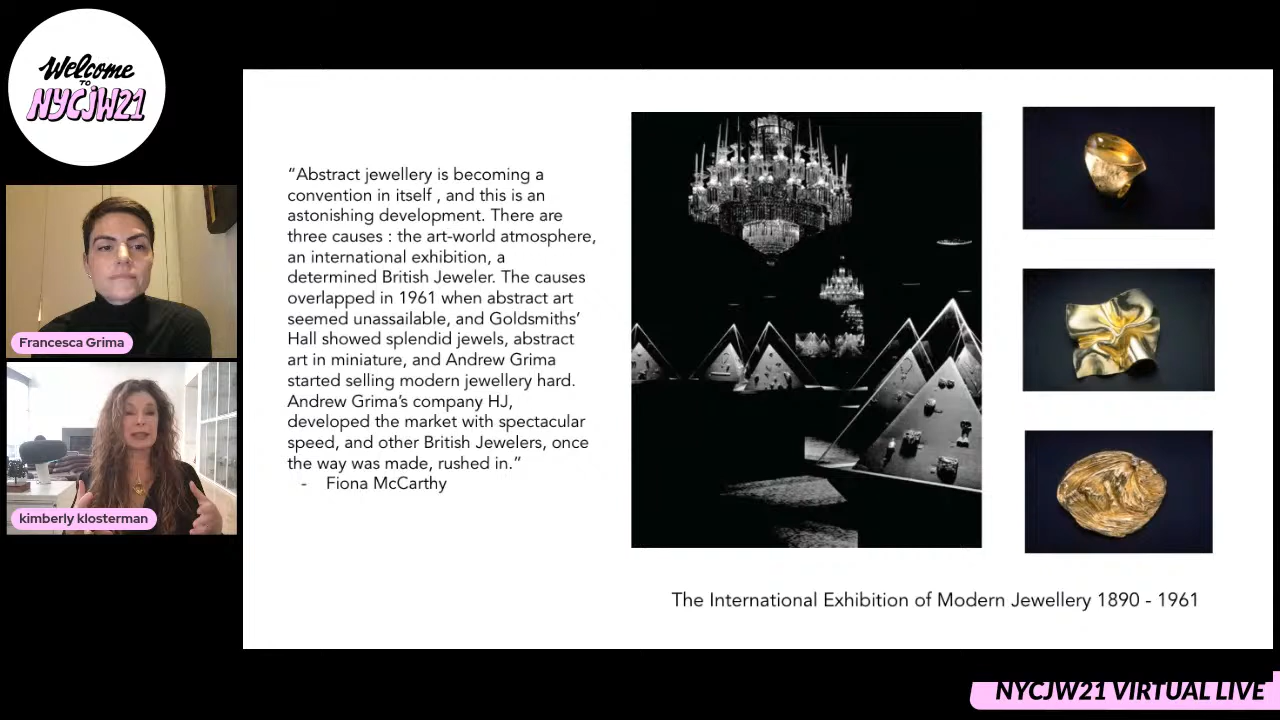 Welcome
TO
NYCJW21
Francesca Grima
kimberly klosterman
“Abstract jewellery is becoming a
convention in itself , and this is an
astonishing development. There are
three causes : the art-world atmosphere,
an international exhibition, a
determined British Jeweler. The causes
overlapped in 1961 when abstract art
seemed unassailable, and Goldsmiths’
Hall showed splendid jewels, abstract
art in miniature, and Andrew Grima
started selling modern jewellery hard.
Andrew Grima’s company HJ,
developed the market with spectacular
speed, and other British Jewelers, once
the way was made, rushed in.”
- Fiona McCarthy
The International Exhibition of Modern Jewellery 1890 - 1961
NYCJW21 VIRTUAL LIVE